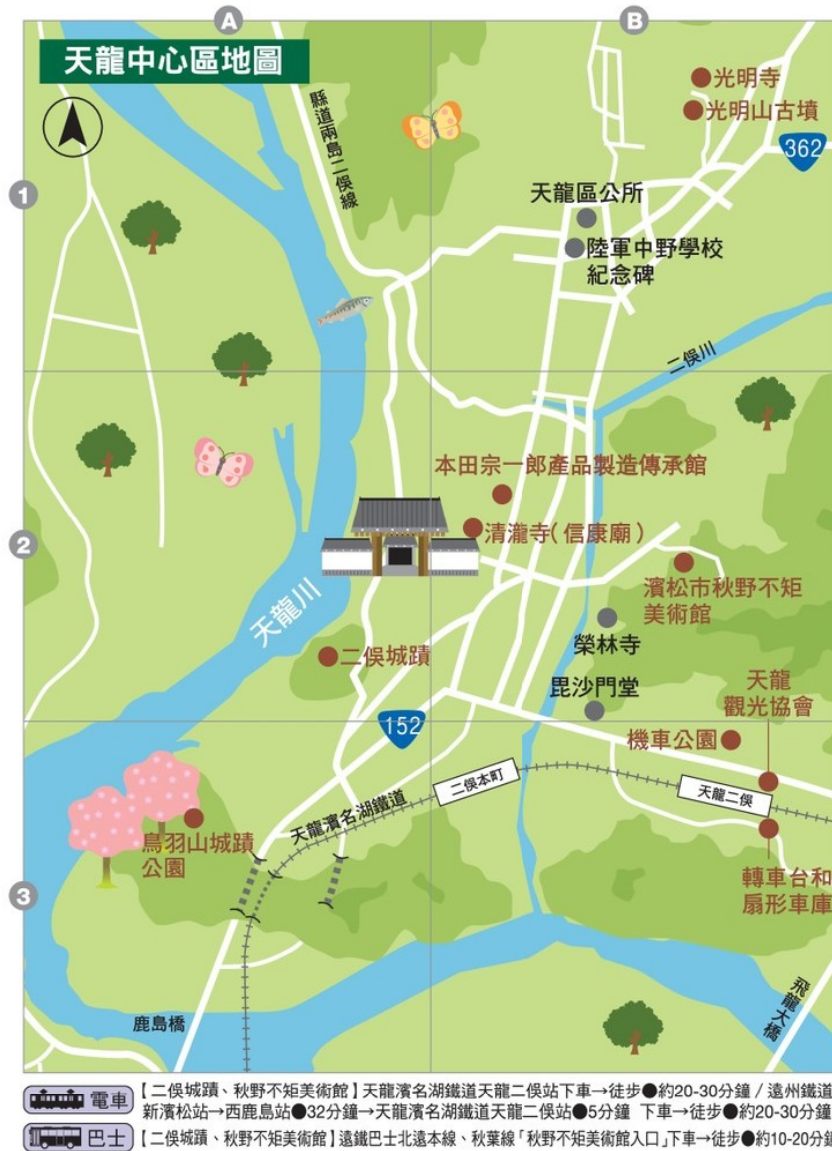 A
B
天龍中心區地圖
光明寺
光明山古墳
縣道兩島二俣線
362
1
天龍區公所
陸軍中野學校
紀念碑
二俣川
本田宗一郎產品製造傳承館
清瀧寺(信康廟)
2
濱松市秋野不矩
美術館
天龍川
榮林寺
二俣城蹟
毘沙門堂
天龍
觀光協會
152
機車公園
二俣本町
天龍二俣
天龍濱名湖鐵道
鳥羽山城蹟
公園
轉車台和
扇形車庫
3
飛龍大橋
鹿島橋
電車【二俣城蹟、秋野不矩美術館】天龍濱名湖鐵道天龍二俣站下車→徒步●約20-30分鐘 / 遠州鐵道
新濱松站→西鹿島站●32分鐘→天龍濱名湖鐵道天龍二俣站●5分鐘 下車→徒步●約20-30分鐘
巴士【二俣城蹟、秋野不矩美術館】遠鐵巴士北遠本線、秋葉線「秋野不矩美術館入口」下車→徒步●約10-20分鐘